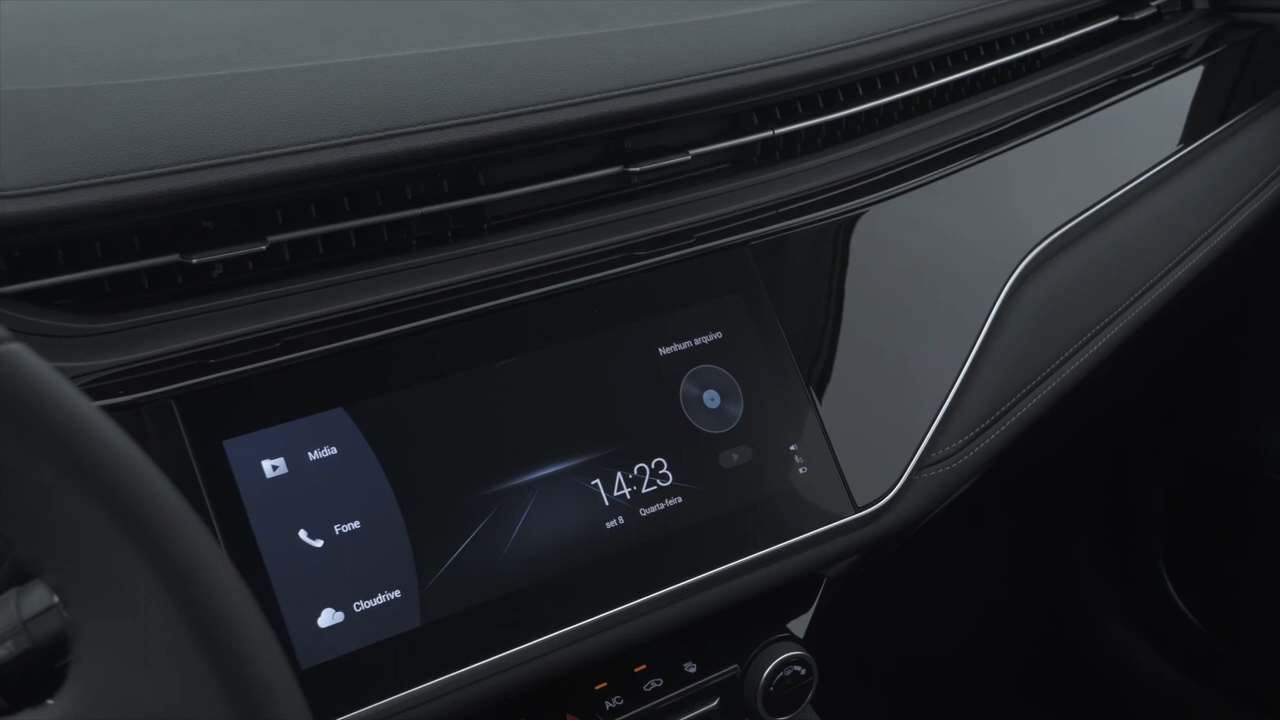 Nenhum arquivo
Mídia
14:23
set 8 Quarta-feira
Fone
Cloudrive
A/C